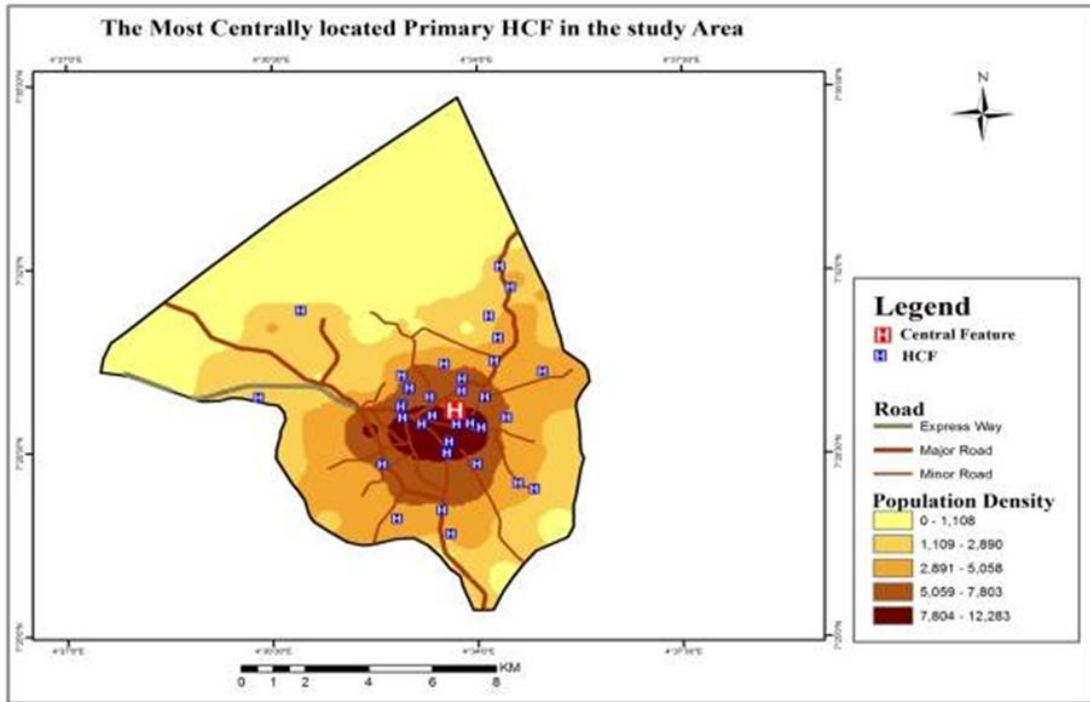 The Most Centrally located Primary HCF in the study Area
N
Legend
H Central Feature
H HCF
Road
Express Way
Major Road
Minor Road
Population Density
0 - 1,108
1,109 - 2,890
2,891 - 5,058
5,059 - 7,803
7,804 - 12,283
KM
0 1 2 4 6 8